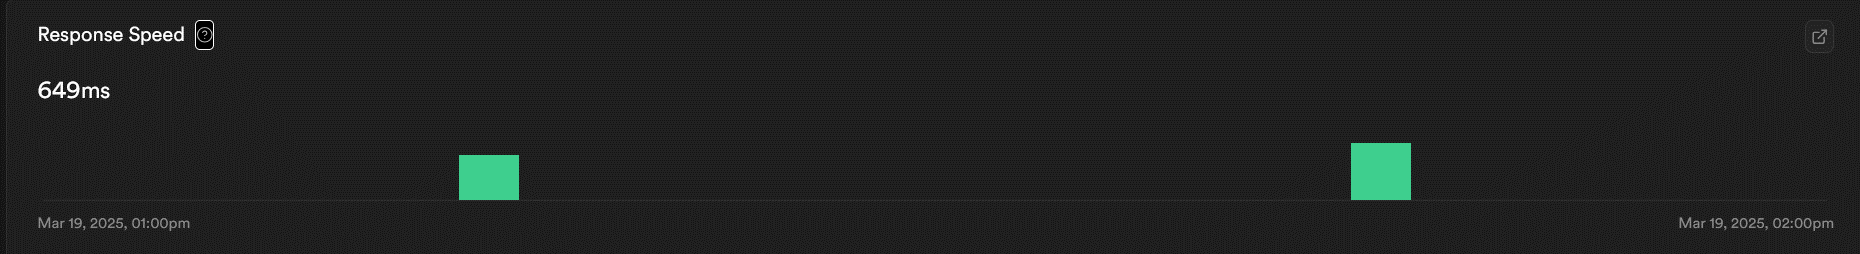 Response Speed ?
649ms
Mar 19, 2025, 01:00pm Mar 19, 2025, 02:00pm